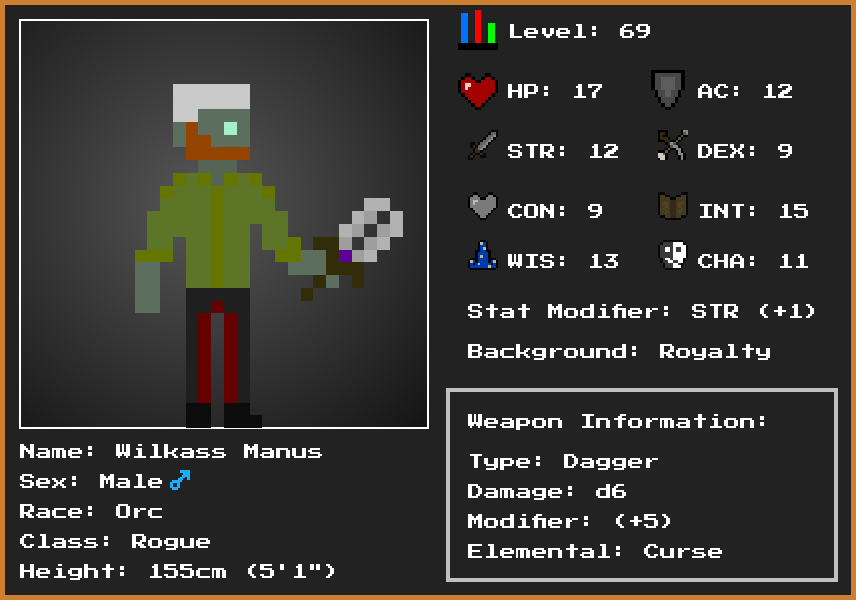 Level: 69
HP: 17 AC: 12
STR: 12 DEX: 9
CON: 9 INT: 15
WIS: 13 CHA: 11
Stat Modifier: STR (+1)
Background: Royalty
Weapon Information:
Type: Dagger
Damage: d6
Modifier: (+5)
Elemental: Curse
Name: Wilkass Manus
Sex: Male♂
Race: Orc
Class: Rogue
Height: 155cm (5'1")